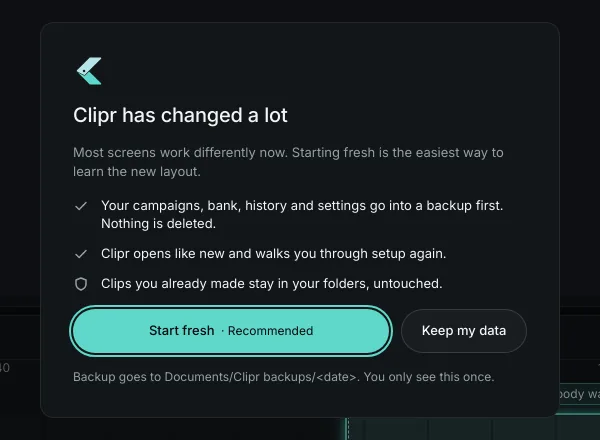 Clipr has changed a lot
Most screens work differently now. Starting fresh is the easiest way to
learn the new layout.
Your campaigns, bank, history and settings go into a backup first.
Nothing is deleted.
Clipr opens like new and walks you through setup again.
Clips you already made stay in your folders, untouched.
Start fresh · Recommended
Keep my data
40
Backup goes to Documents/Clipr backups/<date>. You only see this once.